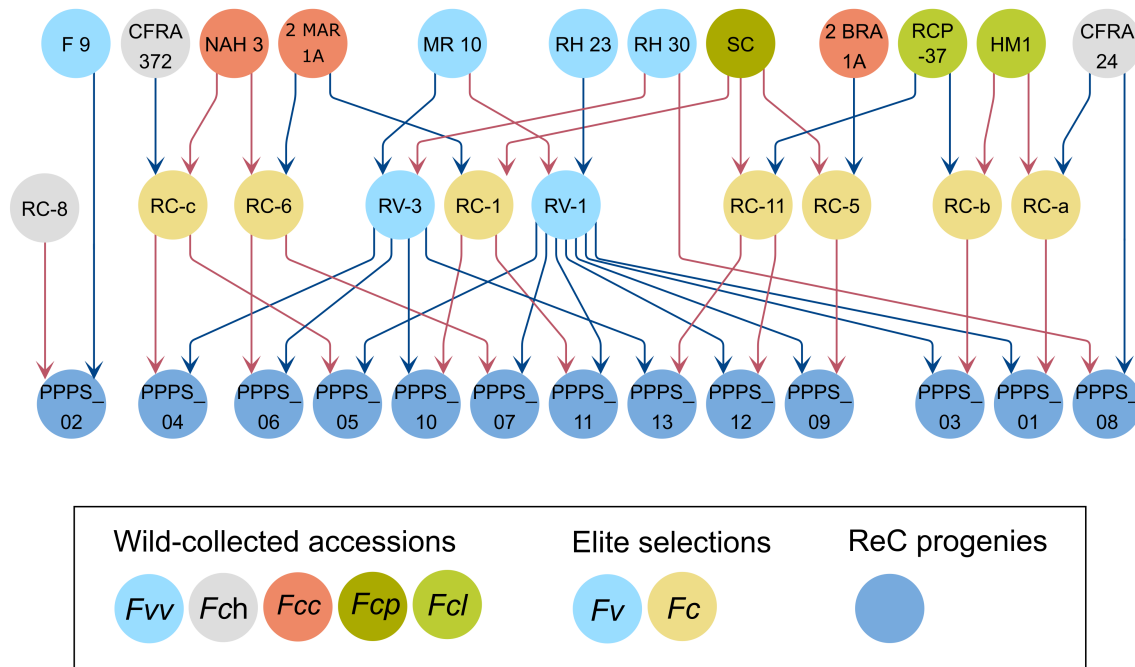 F 9
CFRA
372
NAH 3
2 MAR
1A
MR 10
RH 23
RH 30
SC
2 BRA
1A
RCP
-37
HM1
CFRA
24
RC-8
RC-c
RC-6
RV-3
RC-1
RV-1
RC-11
RC-5
RC-b
RC-a
PPPS_
02
PPPS_
04
PPPS_
06
PPPS_
05
PPPS_
10
PPPS_
07
PPPS_
11
PPPS_
13
PPPS_
12
PPPS_
09
PPPS_
03
PPPS_
01
PPPS_
08
Wild-collected accessions
Elite selections
ReC progenies
Fvv
Fch
Fcc
Fcp
Fcl
Fv
Fc